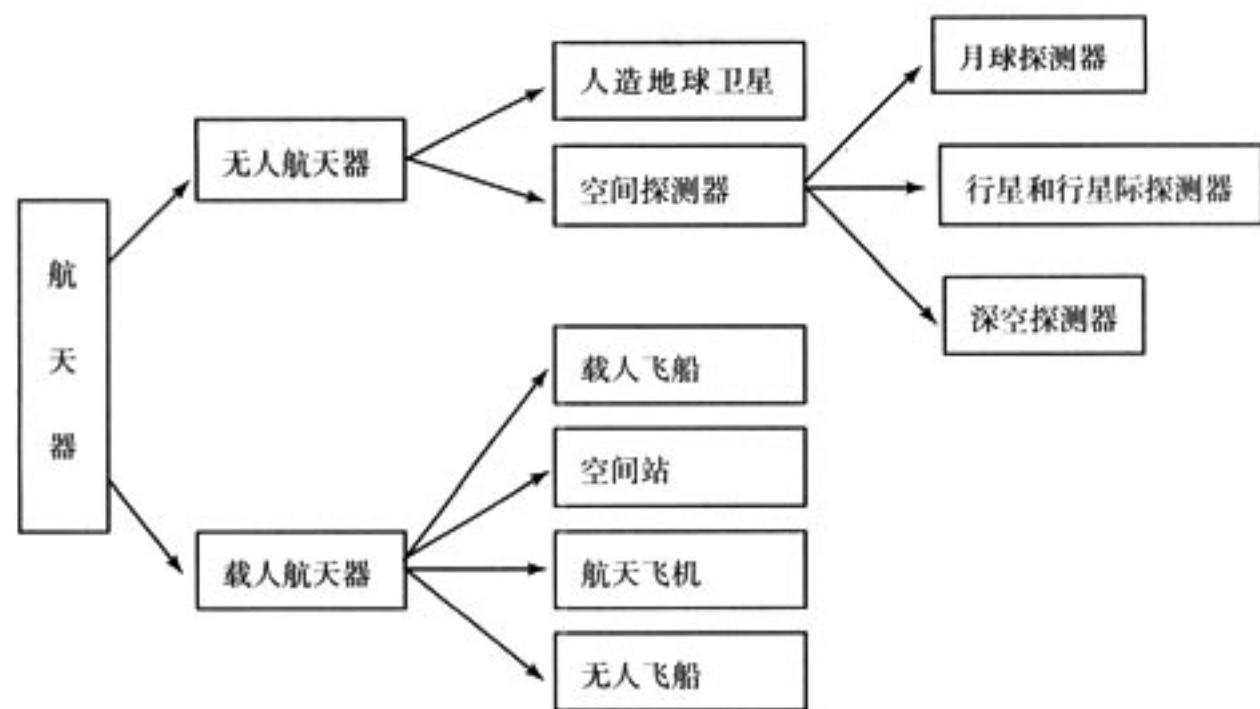 航天器
无人航天器
载人航天器
人造地球卫星
空间探测器
载人飞船
空间站
航天飞机
无人飞船
月球探测器
行星和行星际探测器
深空探测器